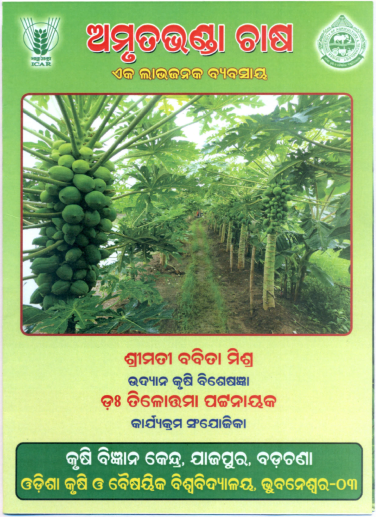 ଅମୃତଭଣ୍ଡା ଚାଷ
ଏକ ଲାଭଜନକ ବ୍ୟବସାୟ
ICAR
ଶ୍ରୀମତୀ ବବିତା ମିଶ୍ର
ଉଦ୍ୟାନ କୃଷି ବିଶେଷଜ୍ଞା
ଡ଼ଃ ତିଳୋତ୍ତମା ପଟ୍ଟନାୟକ
କାର୍ଯ୍ୟକ୍ରମ ସଂଯୋଜିକା
କୃଷି ବିଜ୍ଞାନ କେନ୍ଦ୍ର, ଯାଜପୁର, ବଡ଼ଚଣା
ଓଡ଼ିଶା କୃଷି ଓ ବୈଷୟିକ ବିଶ୍ୱବିଦ୍ୟାଳୟ, ଭୁବନେଶ୍ୱର-୦୩